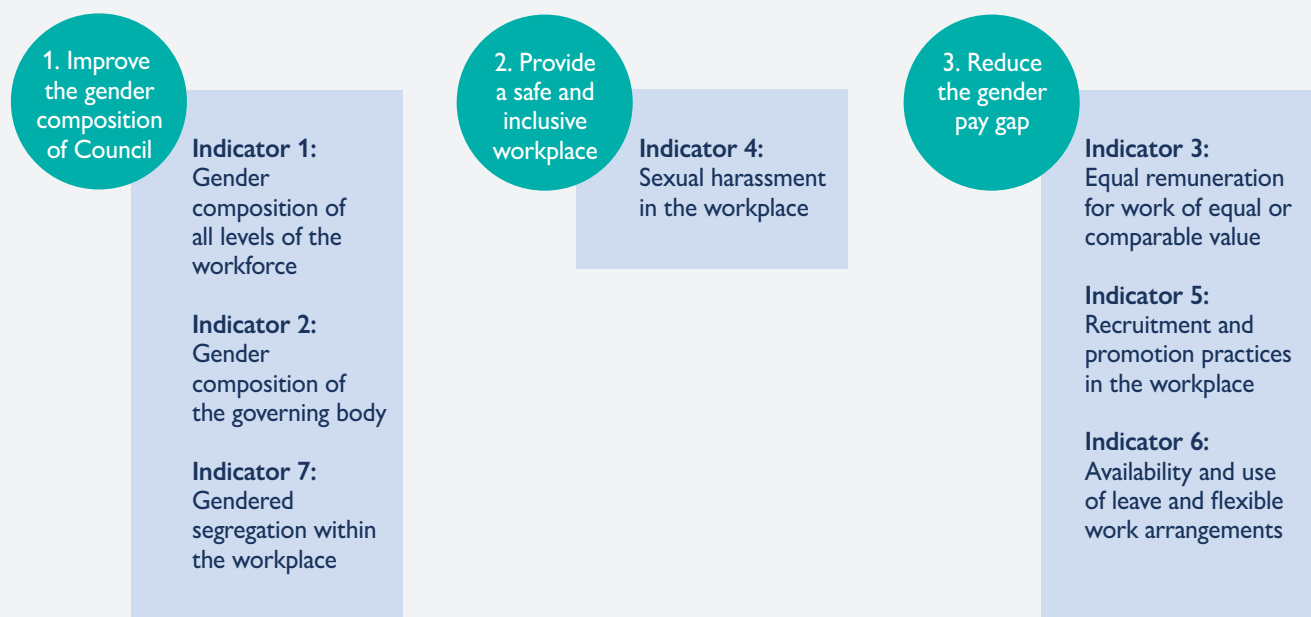 1. Improve
the gender
composition
of Council
Indicator 1:
Gender
composition of
all levels of the
workforce
Indicator 2:
Gender
composition of
the governing body
Indicator 7:
Gendered
segregation within
the workplace
2. Provide
a safe and
inclusive
workplace
Indicator 4:
Sexual harassment
in the workplace
3. Reduce
the gender
pay gap
Indicator 3:
Equal remuneration
for work of equal or
comparable value
Indicator 5:
Recruitment and
promotion practices
in the workplace
Indicator 6:
Availability and use
of leave and flexible
work arrangements